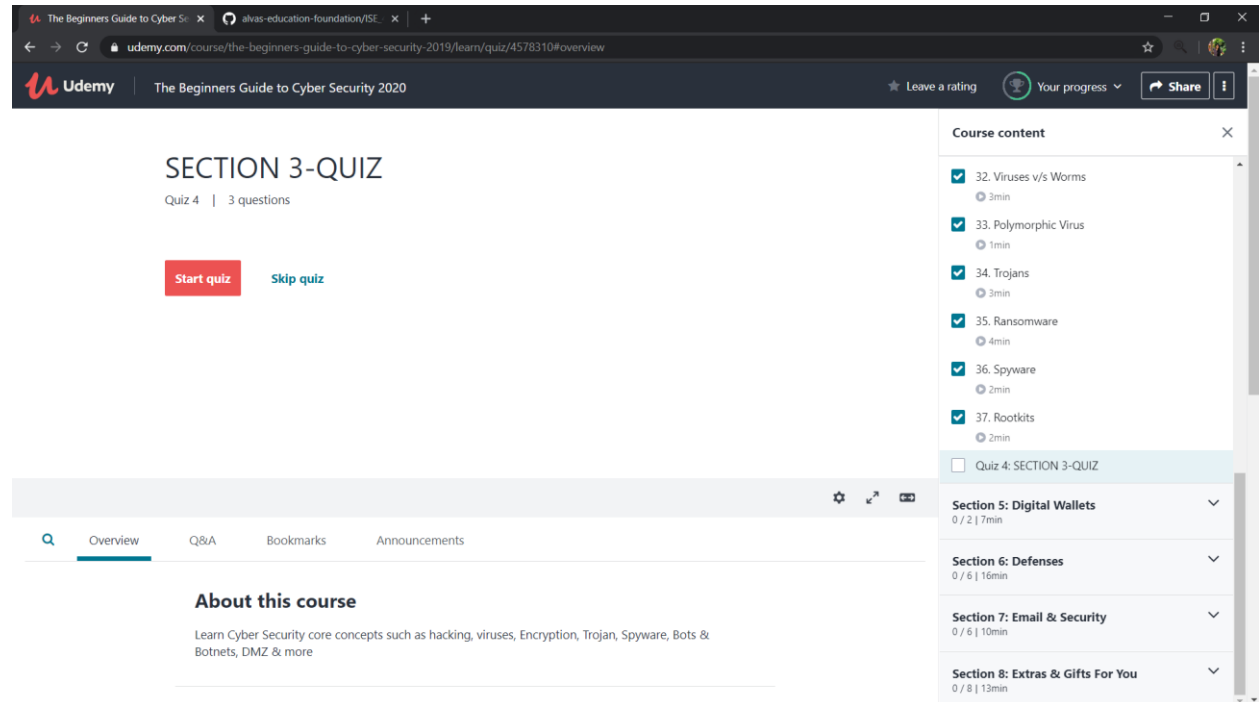 The Beginners Guide to Cyber Se
alvas-education-foundation/ISE_
udemy.com/course/the-beginners-guide-to-cyber-security-2019/learn/quiz/4578310#overview
Udemy
The Beginners Guide to Cyber Security 2020
Leave a rating
Your progress
Share
SECTION 3-QUIZ
Quiz 4 | 3 questions
Start quiz
Skip quiz
Overview
Q&A
Bookmarks
Announcements
About this course
Learn Cyber Security core concepts such as hacking, viruses, Encryption, Trojan, Spyware, Bots &
Botnets, DMZ & more
Course content
32. Viruses v/s Worms
3min
33. Polymorphic Virus
1min
34. Trojans
3min
35. Ransomware
4min
36. Spyware
2min
37. Rootkits
2min
Quiz 4: SECTION 3-QUIZ
Section 5: Digital Wallets
0 / 2 | 7min
Section 6: Defenses
0 / 6 | 16min
Section 7: Email & Security
0 / 6 | 10min
Section 8: Extras & Gifts For You
0 / 8 | 13min